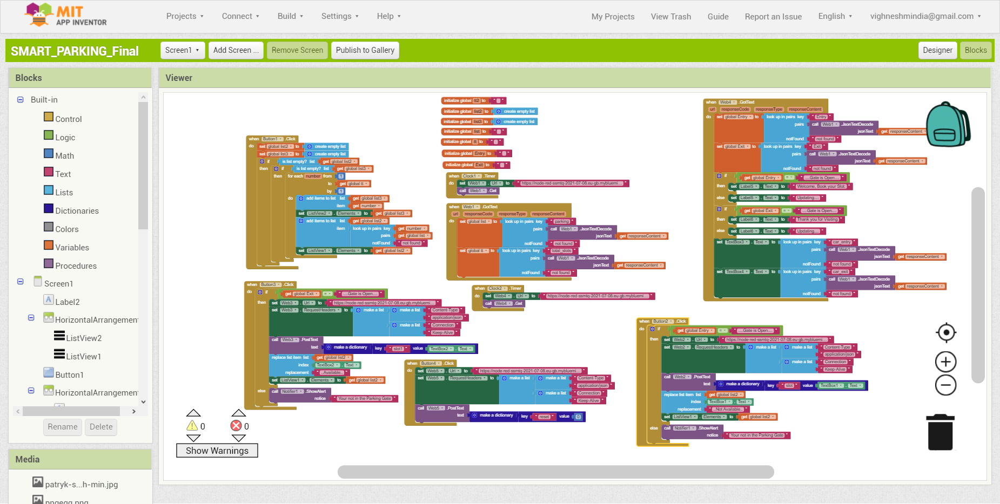 MIT
APP INVENTOR
Projects Connect Build Settings Help My Projects View Trash Guide Report an Issue English vighneshmindia@gmail.com
SMART_PARKING_Final Screen1 Add Screen ... Remove Screen Publish to Gallery Designer Blocks
Blocks
Built-in
Control
Logic
Math
Text
Lists
Dictionaries
Colors
Variables
Procedures
Screen1
Label2
HorizontalArrangement
ListView2
ListView1
Button1
HorizontalArrangement
Rename Delete
Media
patryk-s...h-min.jpg
pngegg.png
Viewer
when Button1 .Click
do set global list2 to create empty list
set global list3 to create empty list
if is list empty? list get global list2
then if is list empty? list get global list3
then for each number from 1
to get global tt
by 1
do add items to list list get global list3
item get number
set ListView2 . Elements to get global list3
add items to list list get global list2
item look up in pairs key get number
pairs get global list
notFound " not found "
set ListView1 . Elements to get global list2
when Button3 .Click
do if get global Exit = " ....Gate is Open.... "
then set Web3 . Url to " https://node-red-ssmtq-2021-07-08.eu-gb.mybluemi... "
set Web3 . RequestHeaders to make a list make a list " Content-Type "
" application/json "
make a list " Connection "
" Keep-Alive "
call Web3 .PostText
text make a dictionary key " slot1 " value TextBox2 . Text
replace list item list get global list2
index TextBox2 . Text
replacement " ..Available.. "
set ListView1 . Elements to get global list2
else call Notifier1 .ShowAlert
notice " Your not in the Parking Gate "
initialize global tt2 to " "
initialize global list2 to create empty list
initialize global list3 to create empty list
initialize global list to " "
initialize global tt to " "
initialize global Entry to " "
initialize global Exit to " "
when Clock1 .Timer
do set Web1 . Url to " https://node-red-ssmtq-2021-07-08.eu-gb.mybluemi... "
call Web1 .Get
when Web1 .GotText
url responseCode responseType responseContent
do set global list to look up in pairs key " parking "
pairs call Web1 .JsonTextDecode
jsonText get responseContent
notFound " not found "
set global tt to look up in pairs key " total_slots "
pairs call Web1 .JsonTextDecode
jsonText get responseContent
notFound " not found "
when Clock2 .Timer
do set Web4 . Url to " https://node-red-ssmtq-2021-07-08.eu-gb.mybluemi... "
call Web4 .Get
when Button4 .Click
do set Web5 . Url to " https://node-red-ssmtq-2021-07-08.eu-gb.mybluemi... "
set Web5 . RequestHeaders to make a list make a list " Content-Type "
" application/json "
make a list " Connection "
" Keep-Alive "
call Web5 .PostText
text make a dictionary key " reset " value 0
when Web4 .GotText
url responseCode responseType responseContent
do set global Entry to look up in pairs key " Entry "
pairs call Web1 .JsonTextDecode
jsonText get responseContent
notFound " not found "
set global Exit to look up in pairs key " Exit "
pairs call Web1 .JsonTextDecode
jsonText get responseContent
notFound " not found "
if get global Entry = " ....Gate is Open.... "
then set Label5 . Text to " Welcome, Book your Slot: "
else set Label5 . Text to " Updating.... "
if get global Exit = " ....Gate is Open.... "
then set Label6 . Text to " Thank you for Visiting "
else set Label6 . Text to " Updating.... "
set TextBox3 . Text to look up in pairs key " car_entry "
pairs call Web1 .JsonTextDecode
jsonText get responseContent
notFound " not found "
set TextBox4 . Text to look up in pairs key " car_exit "
pairs call Web1 .JsonTextDecode
jsonText get responseContent
notFound " not found "
when Button2 .Click
do if get global Entry = " ....Gate is Open.... "
then set Web2 . Url to " https://node-red-ssmtq-2021-07-08.eu-gb.mybluemi... "
set Web2 . RequestHeaders to make a list make a list " Content-Type "
" application/json "
make a list " Connection "
" Keep-Alive "
call Web2 .PostText
text make a dictionary key " slot " value TextBox1 . Text
replace list item list get global list2
index TextBox1 . Text
replacement " ..Not Available.. "
set ListView1 . Elements to get global list2
else call Notifier1 .ShowAlert
notice " Your not in the Parking Gate "
0 0
Show Warnings